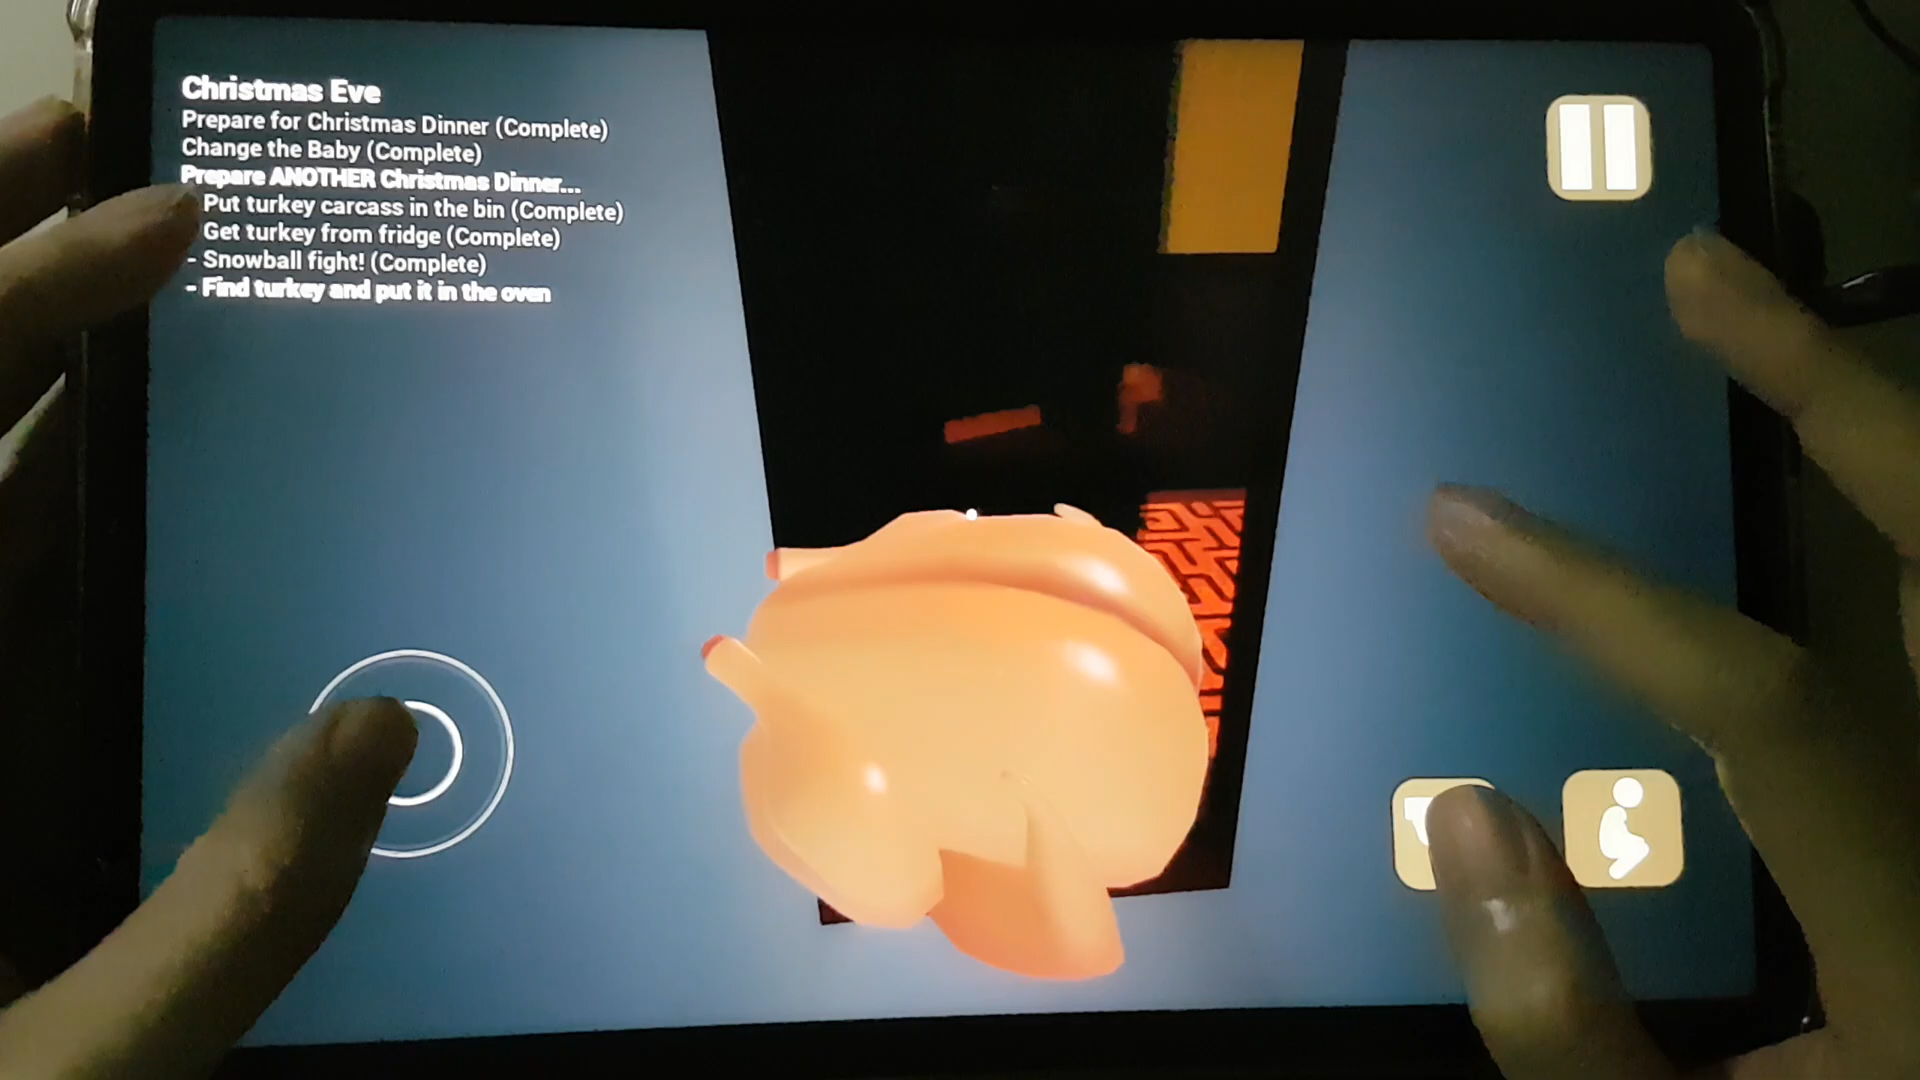 Christmas Eve
Prepare for Christmas Dinner (Complete)
Change the Baby (Complete)
Prepare ANOTHER Christmas Dinner...
Put turkey carcass in the bin (Complete)
Get turkey from fridge (Complete)
- Snowball fight! (Complete)
- Find turkey and put it in the oven